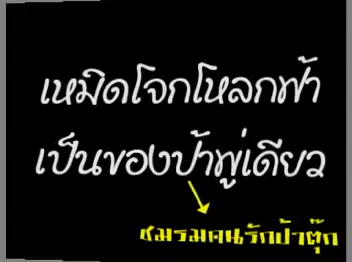 เหมิดโจกโหลกฟ้า
เป็นของป้าพู่เดียว
ชมรมคนรักป้าตุ๊ก